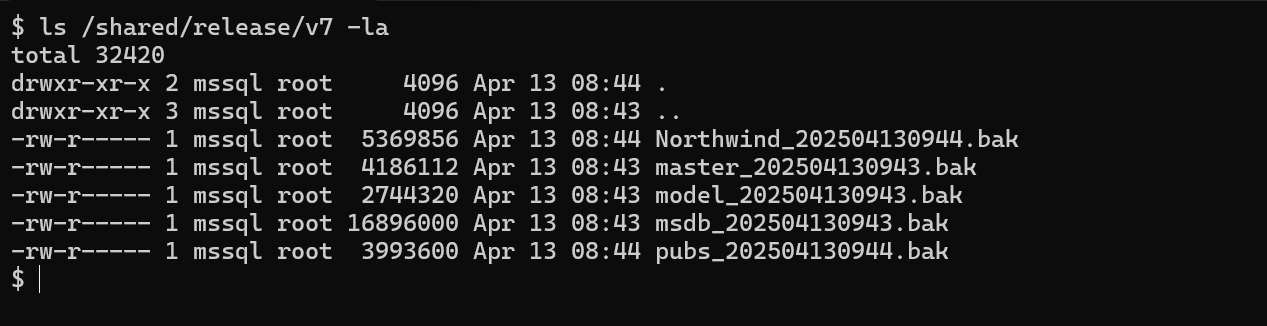 $ ls /shared/release/v7 -la
total 32420
drwxr-xr-x 2 mssql root     4096 Apr 13 08:44 .
drwxr-xr-x 3 mssql root     4096 Apr 13 08:43 ..
-rw-r----- 1 mssql root  5369856 Apr 13 08:44 Northwind_202504130944.bak
-rw-r----- 1 mssql root  4186112 Apr 13 08:43 master_202504130943.bak
-rw-r----- 1 mssql root  2744320 Apr 13 08:43 model_202504130943.bak
-rw-r----- 1 mssql root 16896000 Apr 13 08:43 msdb_202504130943.bak
-rw-r----- 1 mssql root  3993600 Apr 13 08:44 pubs_202504130944.bak
$